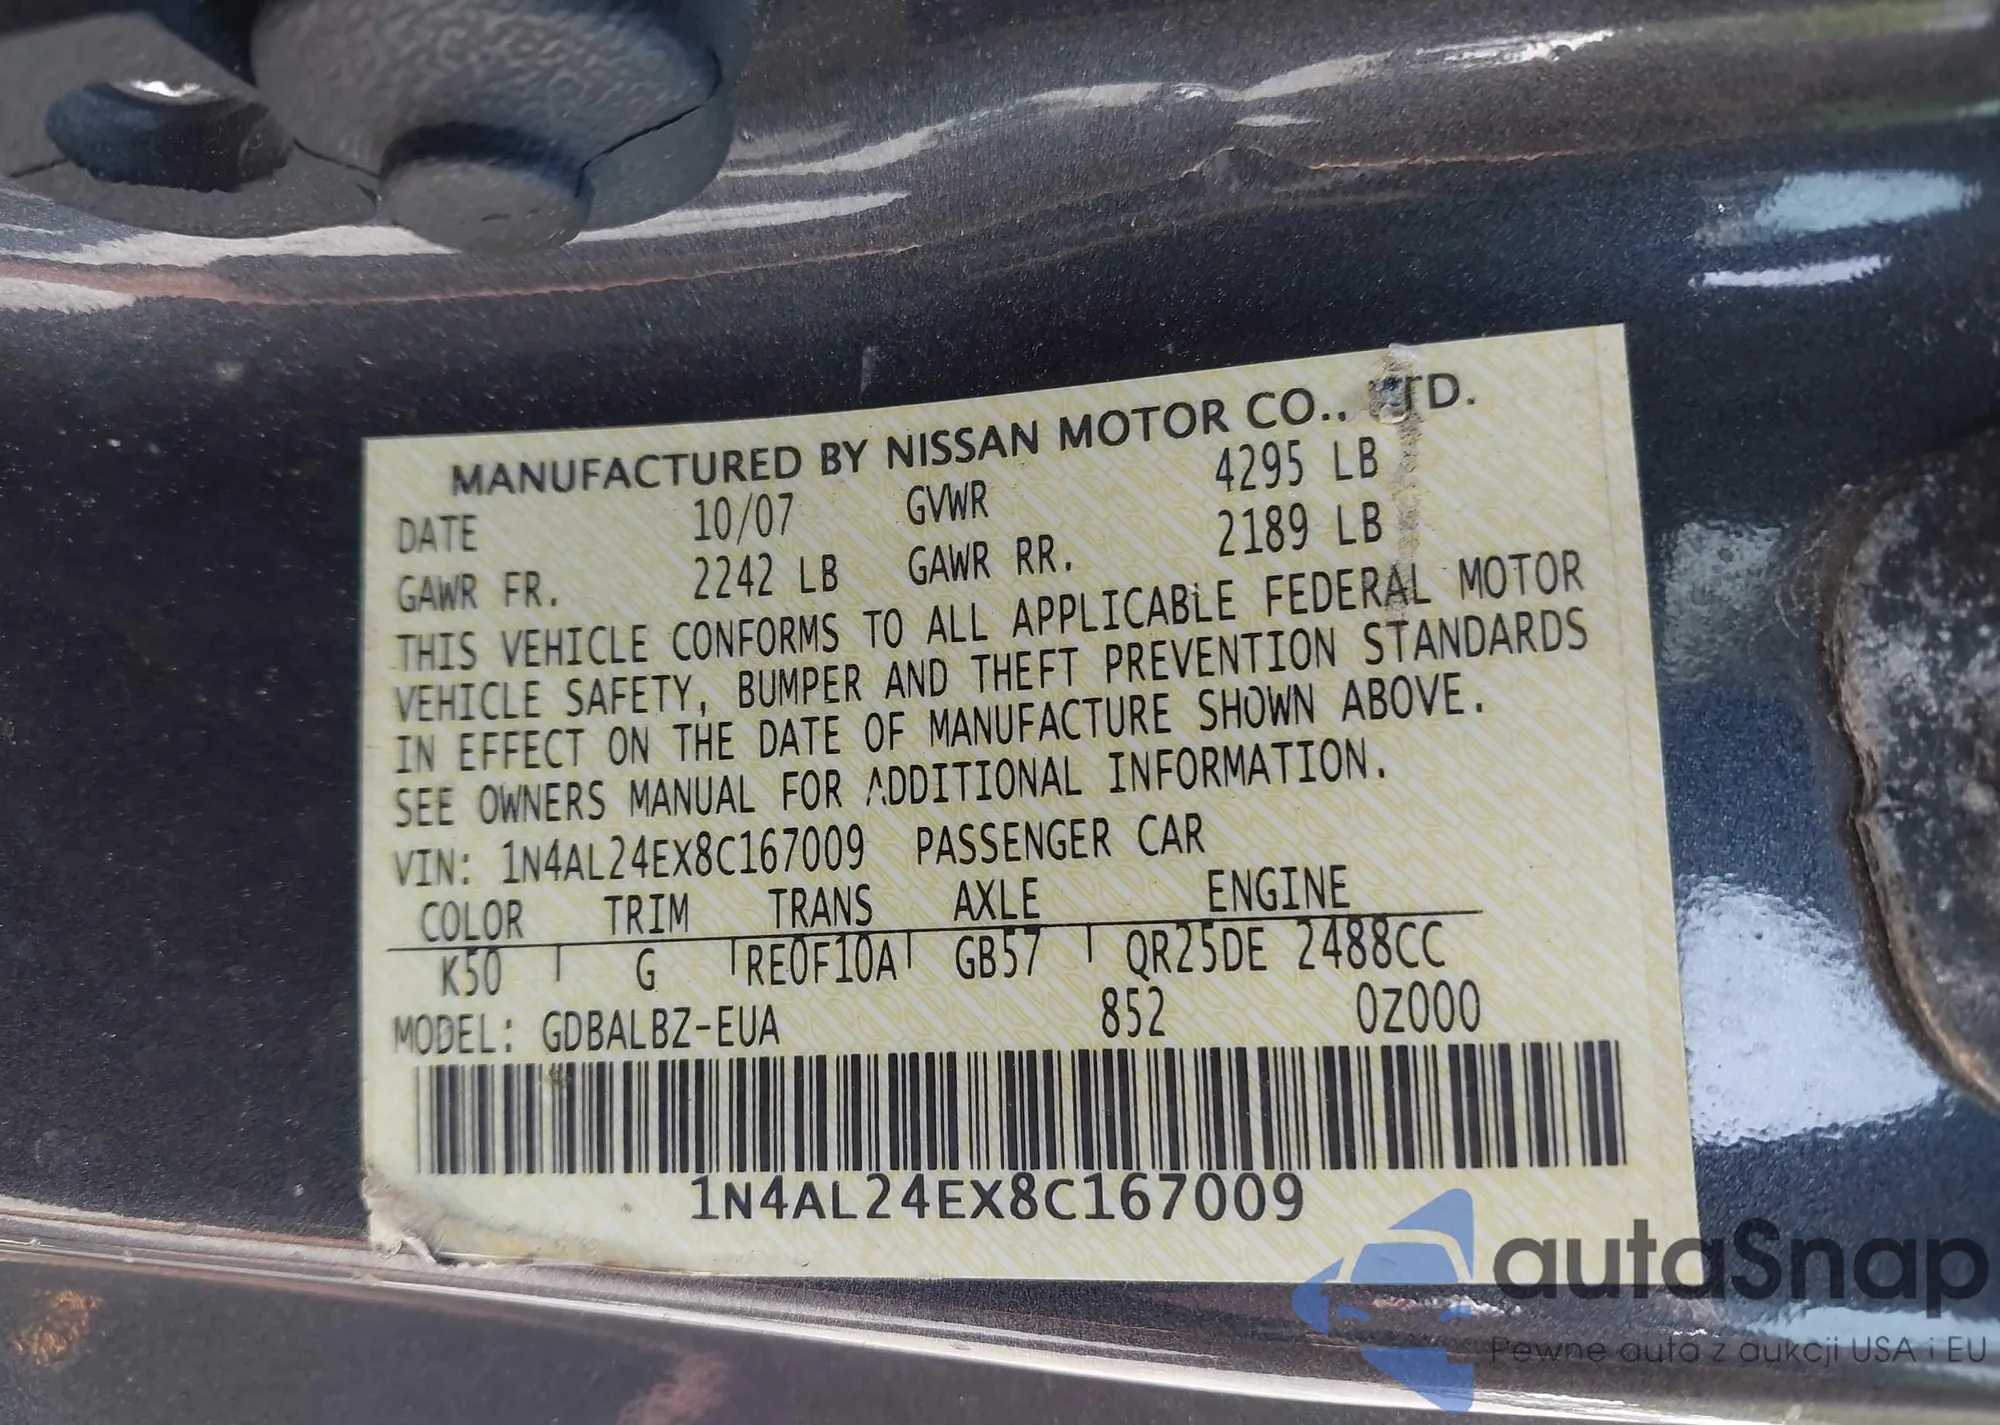 MANUFACTURED BY NISSAN MOTOR CO., LTD.
DATE 10/07 GVWR 4295 LB
GAWR FR. 2242 LB GAWR RR. 2189 LB
THIS VEHICLE CONFORMS TO ALL APPLICABLE FEDERAL MOTOR
VEHICLE SAFETY, BUMPER AND THEFT PREVENTION STANDARDS
IN EFFECT ON THE DATE OF MANUFACTURE SHOWN ABOVE.
SEE OWNERS MANUAL FOR ADDITIONAL INFORMATION.
VIN: 1N4AL24EX8C167009 PASSENGER CAR
COLOR TRIM TRANS AXLE ENGINE
K50 G RE0F10A GB57 QR25DE 2488CC
MODEL: GDBALBZ-EUA 852 0Z000
1N4AL24EX8C167009
autaSnap
Pewne auta z aukcji USA i EU